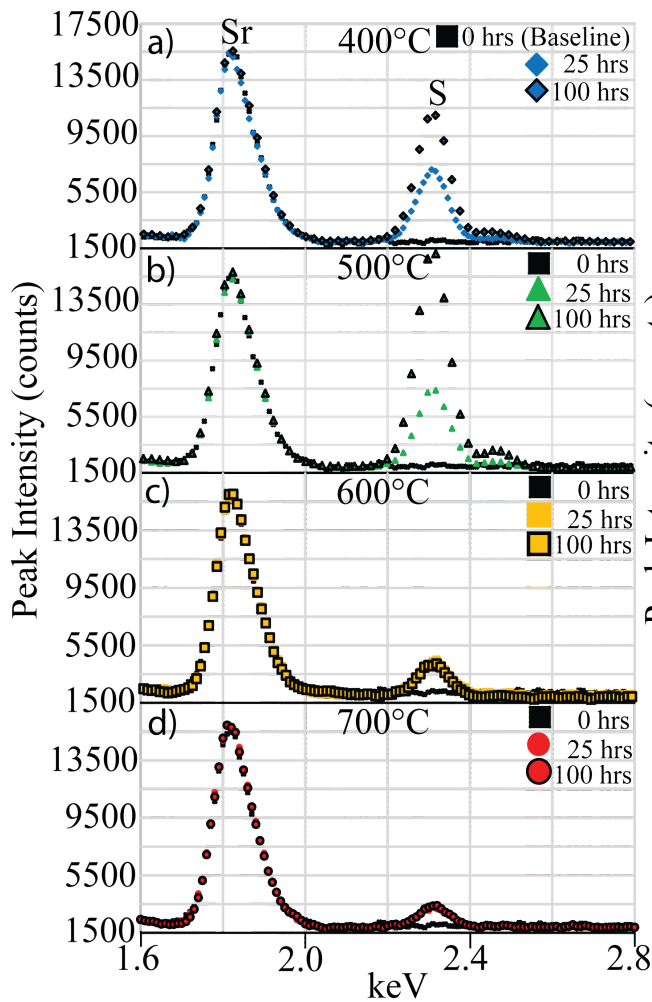 17500
a)
Sr
400°C
0 hrs (Baseline)
25 hrs
100 hrs
13500
S
9500
5500
1500
b)
500°C
0 hrs
25 hrs
100 hrs
13500
9500
5500
1500
c)
600°C
0 hrs
25 hrs
100 hrs
13500
9500
5500
1500
d)
700°C
0 hrs
25 hrs
100 hrs
13500
9500
5500
1500
Peak Intensity (counts)
1.6
2.0
2.4
2.8
keV